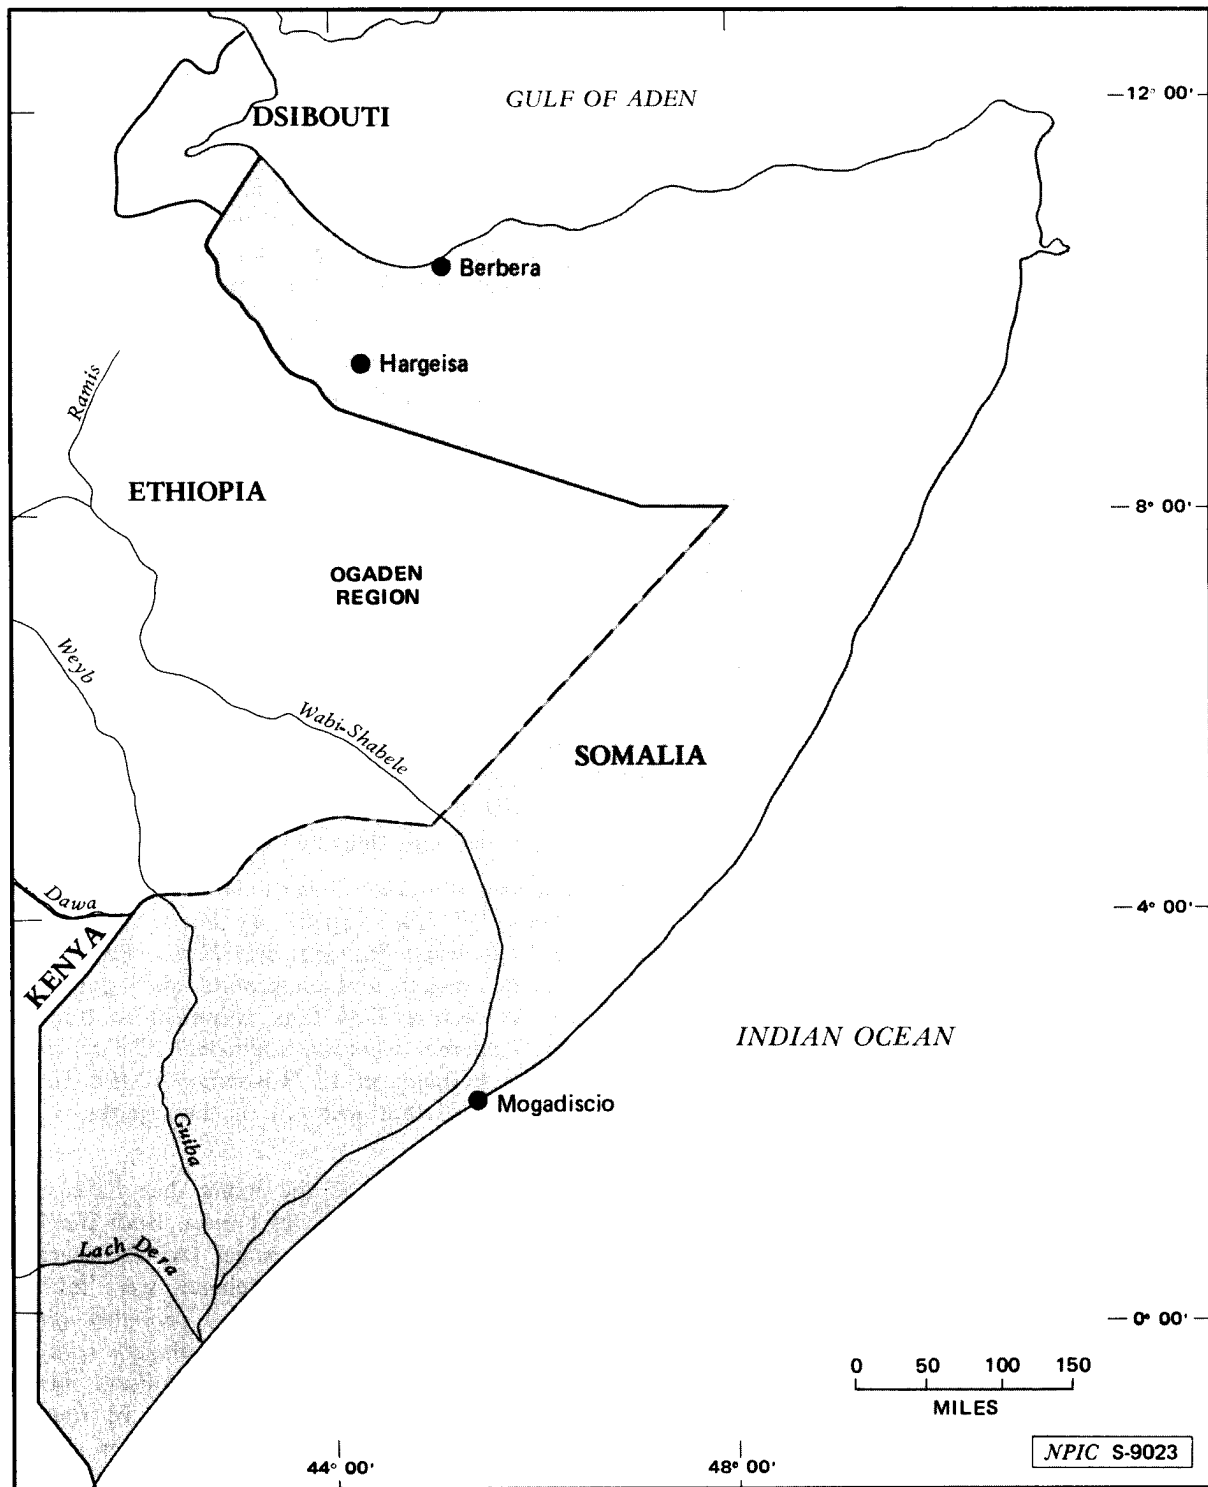 GULF OF ADEN
12° 00'
DSIBOUTI
Berbera
Hargeisa
Ramis
ETHIOPIA
8° 00'
OGADEN
REGION
Weyb
Wabi-Shabele
SOMALIA
Dawa
4° 00'
KENYA
INDIAN OCEAN
Mogadiscio
Guiba
Lach Dera
0° 00'
0 50 100 150
MILES
44° 00'
48° 00'
NPIC S-9023